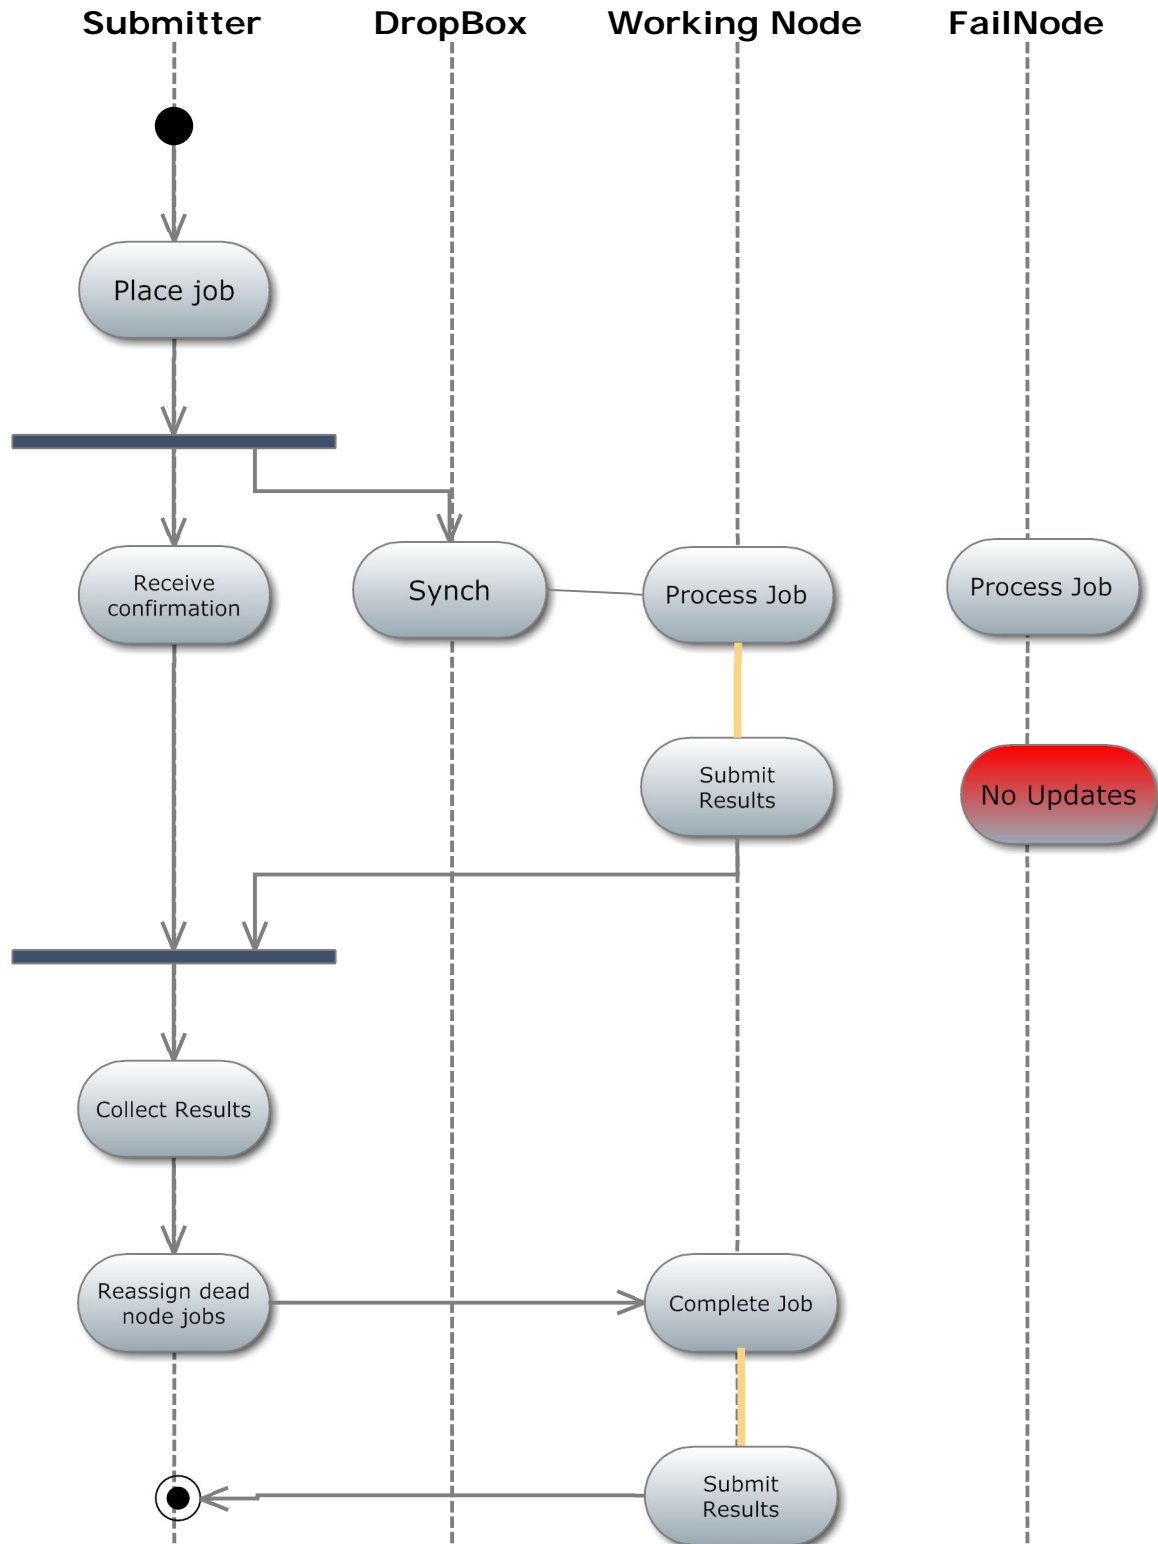 Submitter
DropBox
Working Node
FailNode
Place job
Receive
confirmation
Synch
Process Job
Process Job
Submit
Results
No Updates
Collect Results
Reassign dead
node jobs
Complete Job
Submit
Results